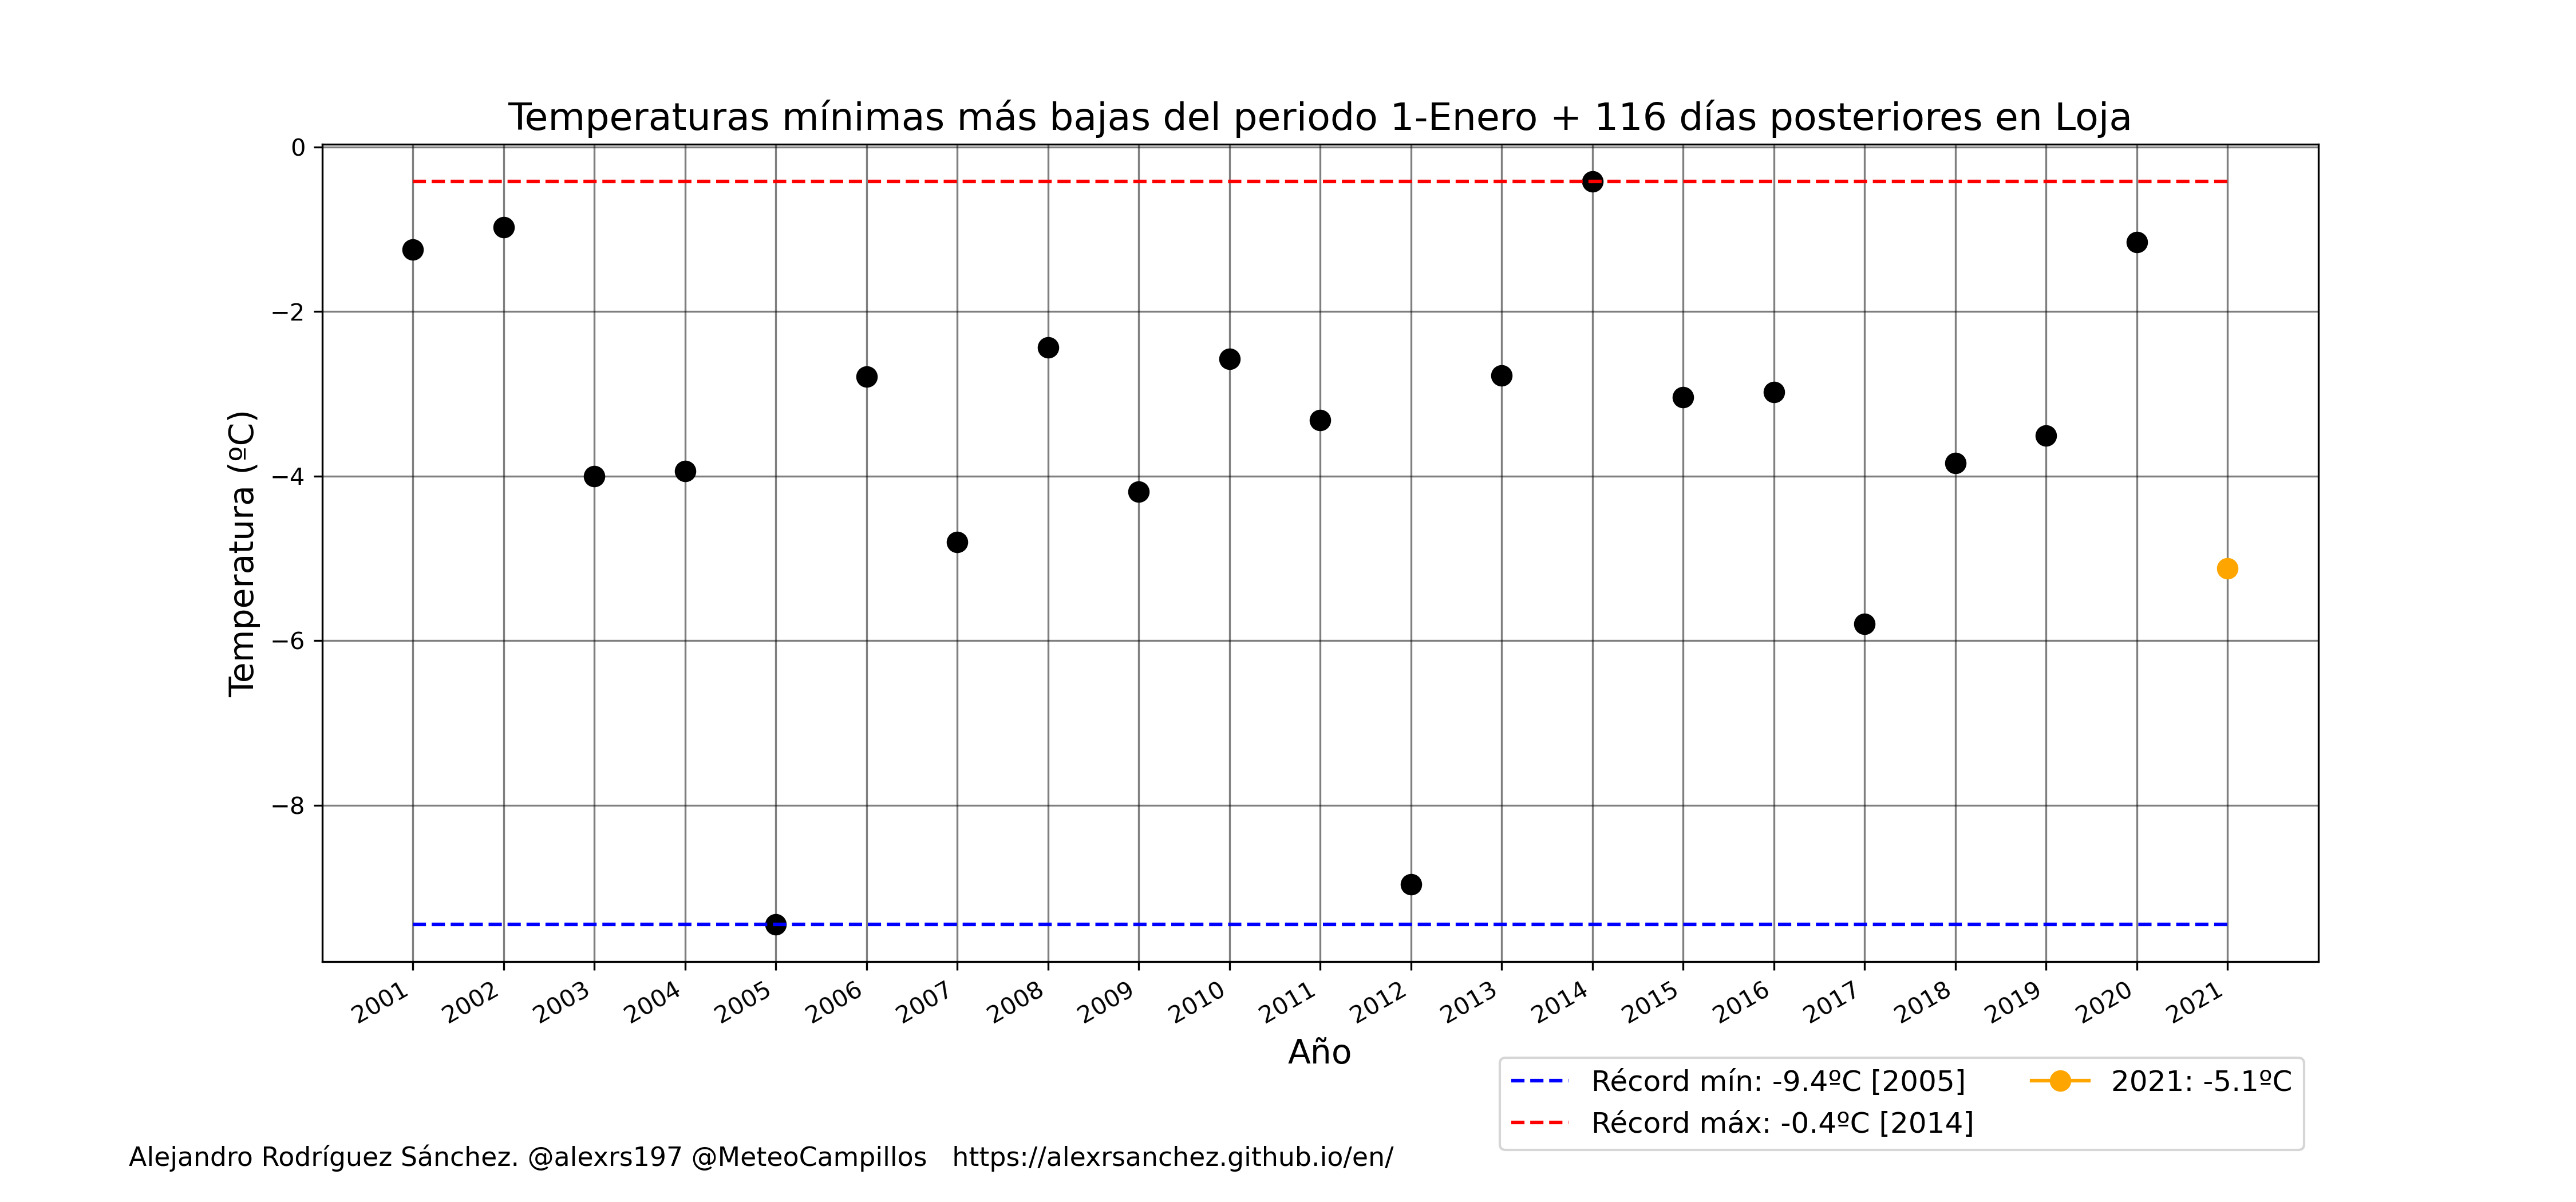 Temperaturas mínimas más bajas del periodo 1-Enero + 116 días posteriores en Loja
Temperatura (ºC)
0
−2
−4
−6
−8
2001 2002 2003 2004 2005 2006 2007 2008 2009 2010 2011 2012 2013 2014 2015 2016 2017 2018 2019 2020 2021
Año
Récord mín: -9.4ºC [2005]
Récord máx: -0.4ºC [2014]
2021: -5.1ºC
Alejandro Rodríguez Sánchez. @alexrs197 @MeteoCampillos https://alexrsanchez.github.io/en/